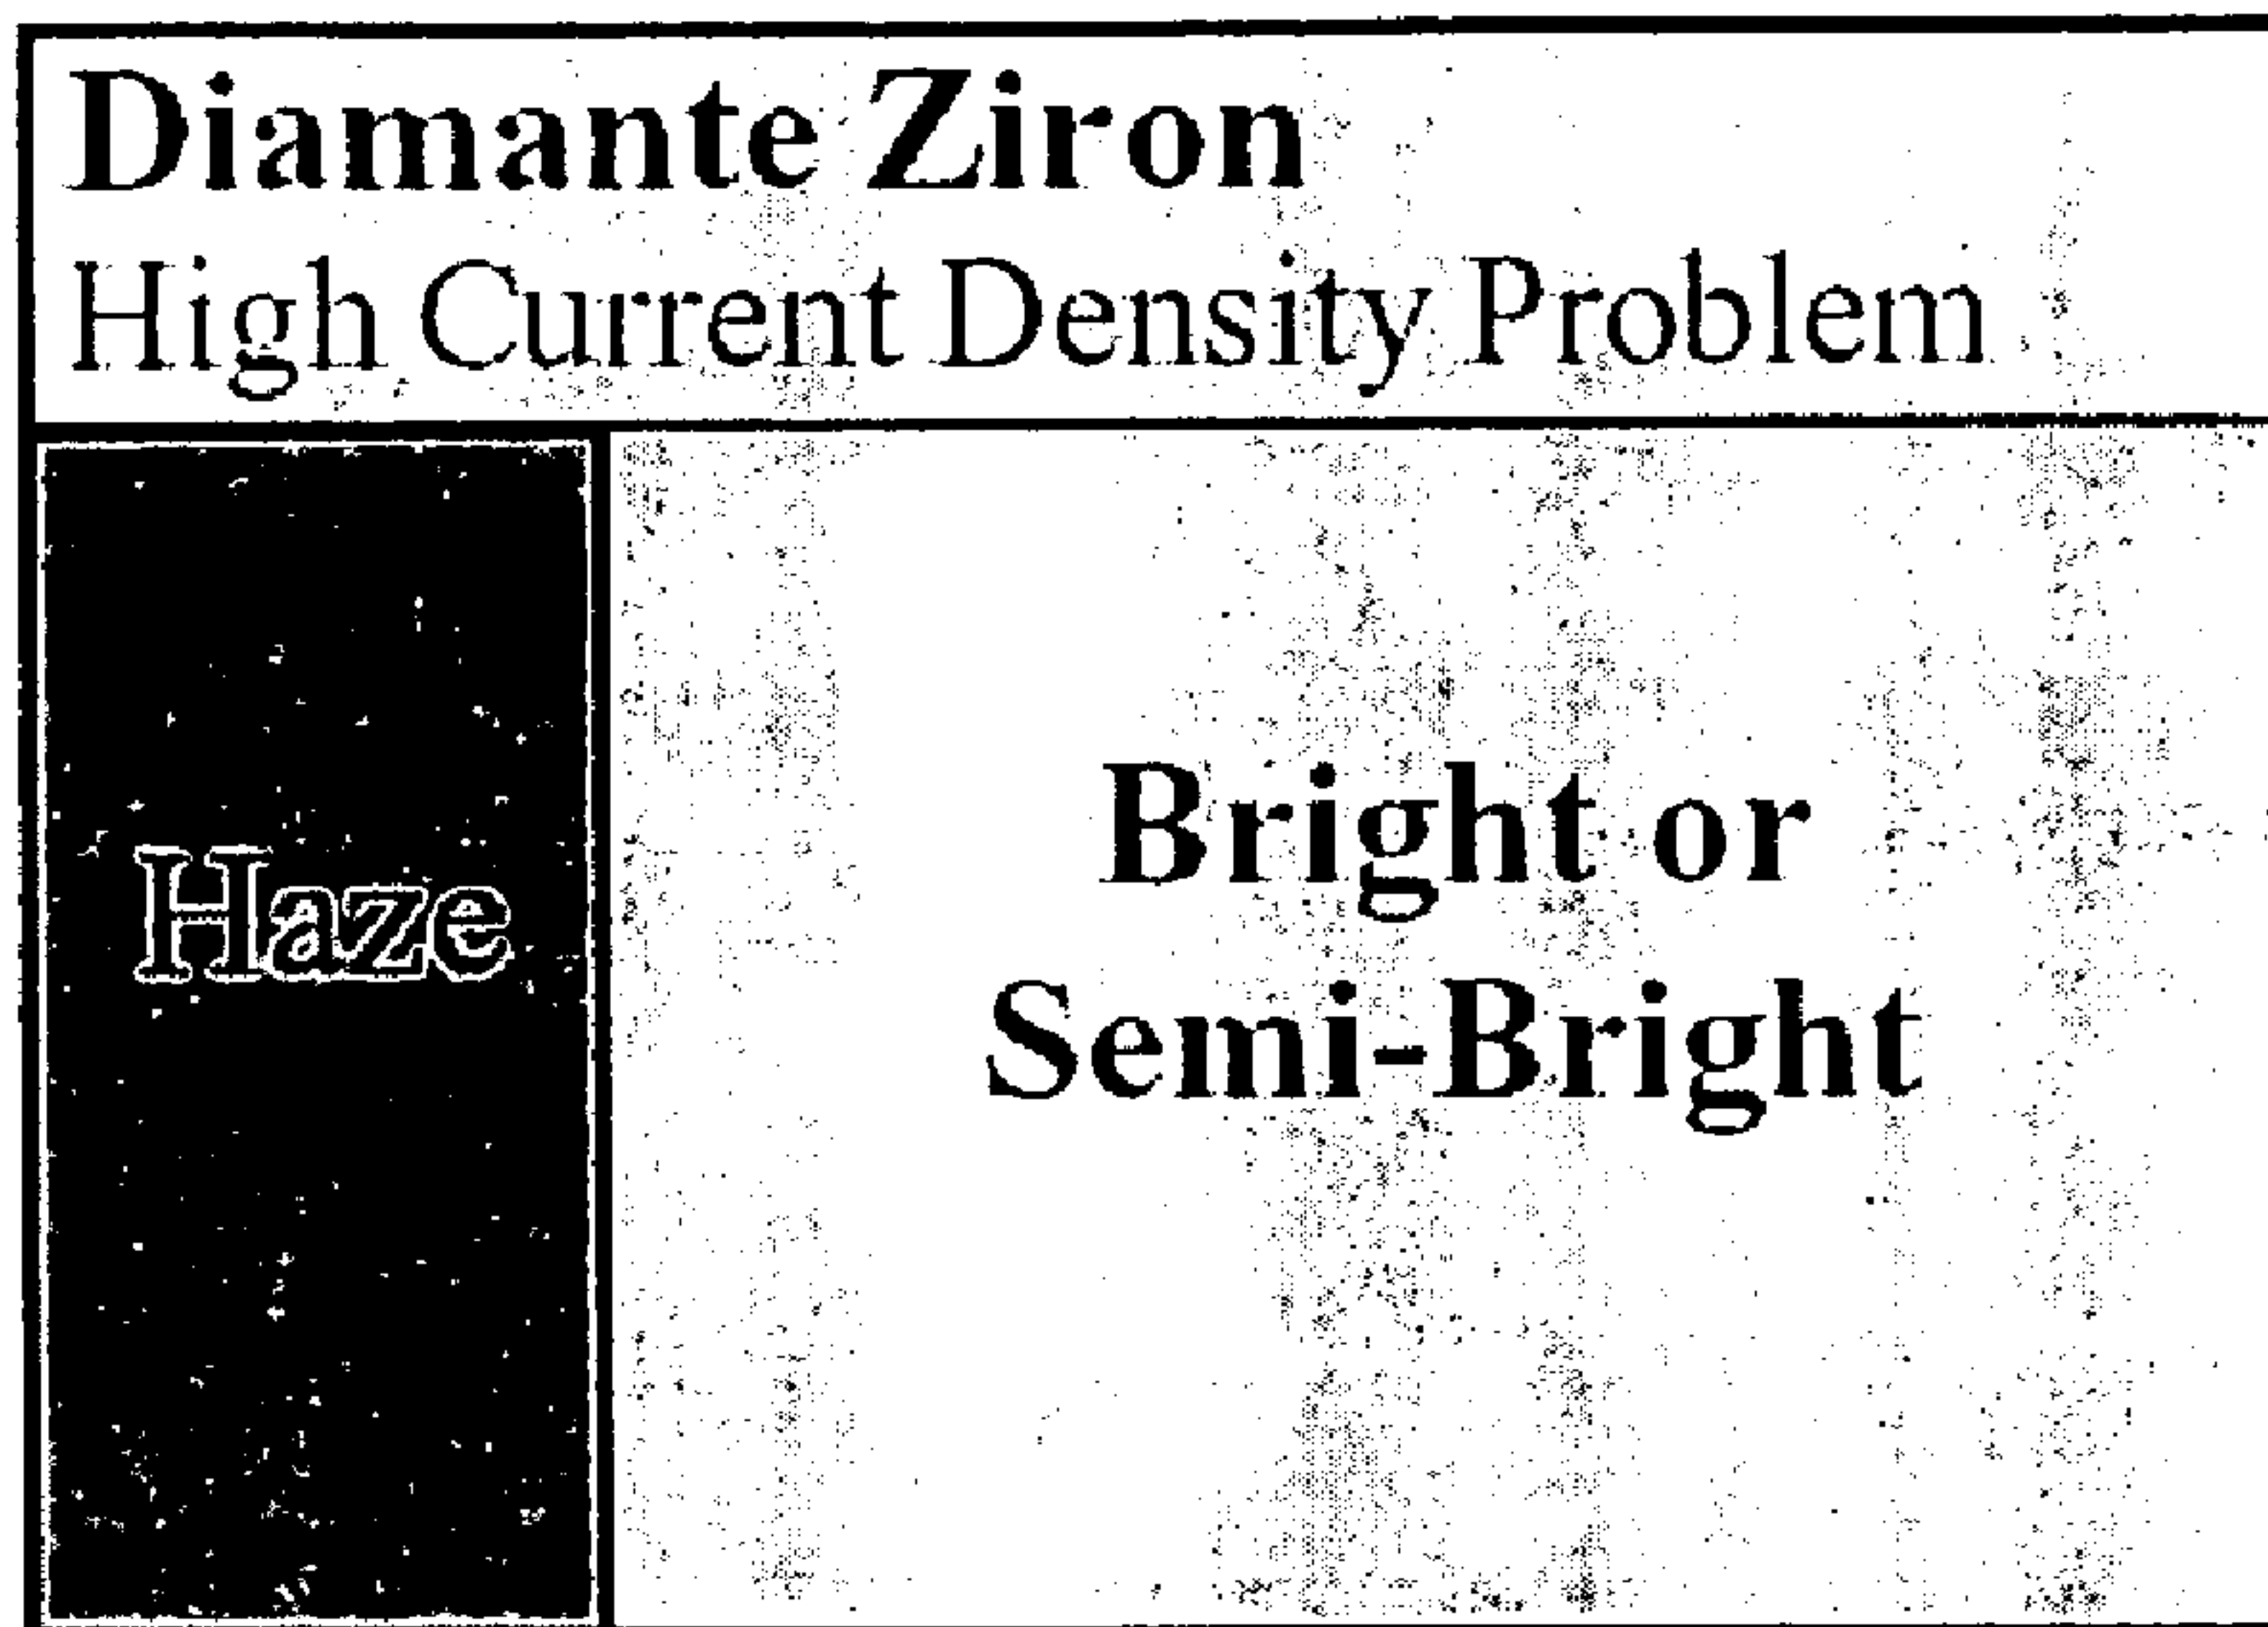 Diamante Ziron
High Current Density Problem
Haze
Bright or
Semi-Bright